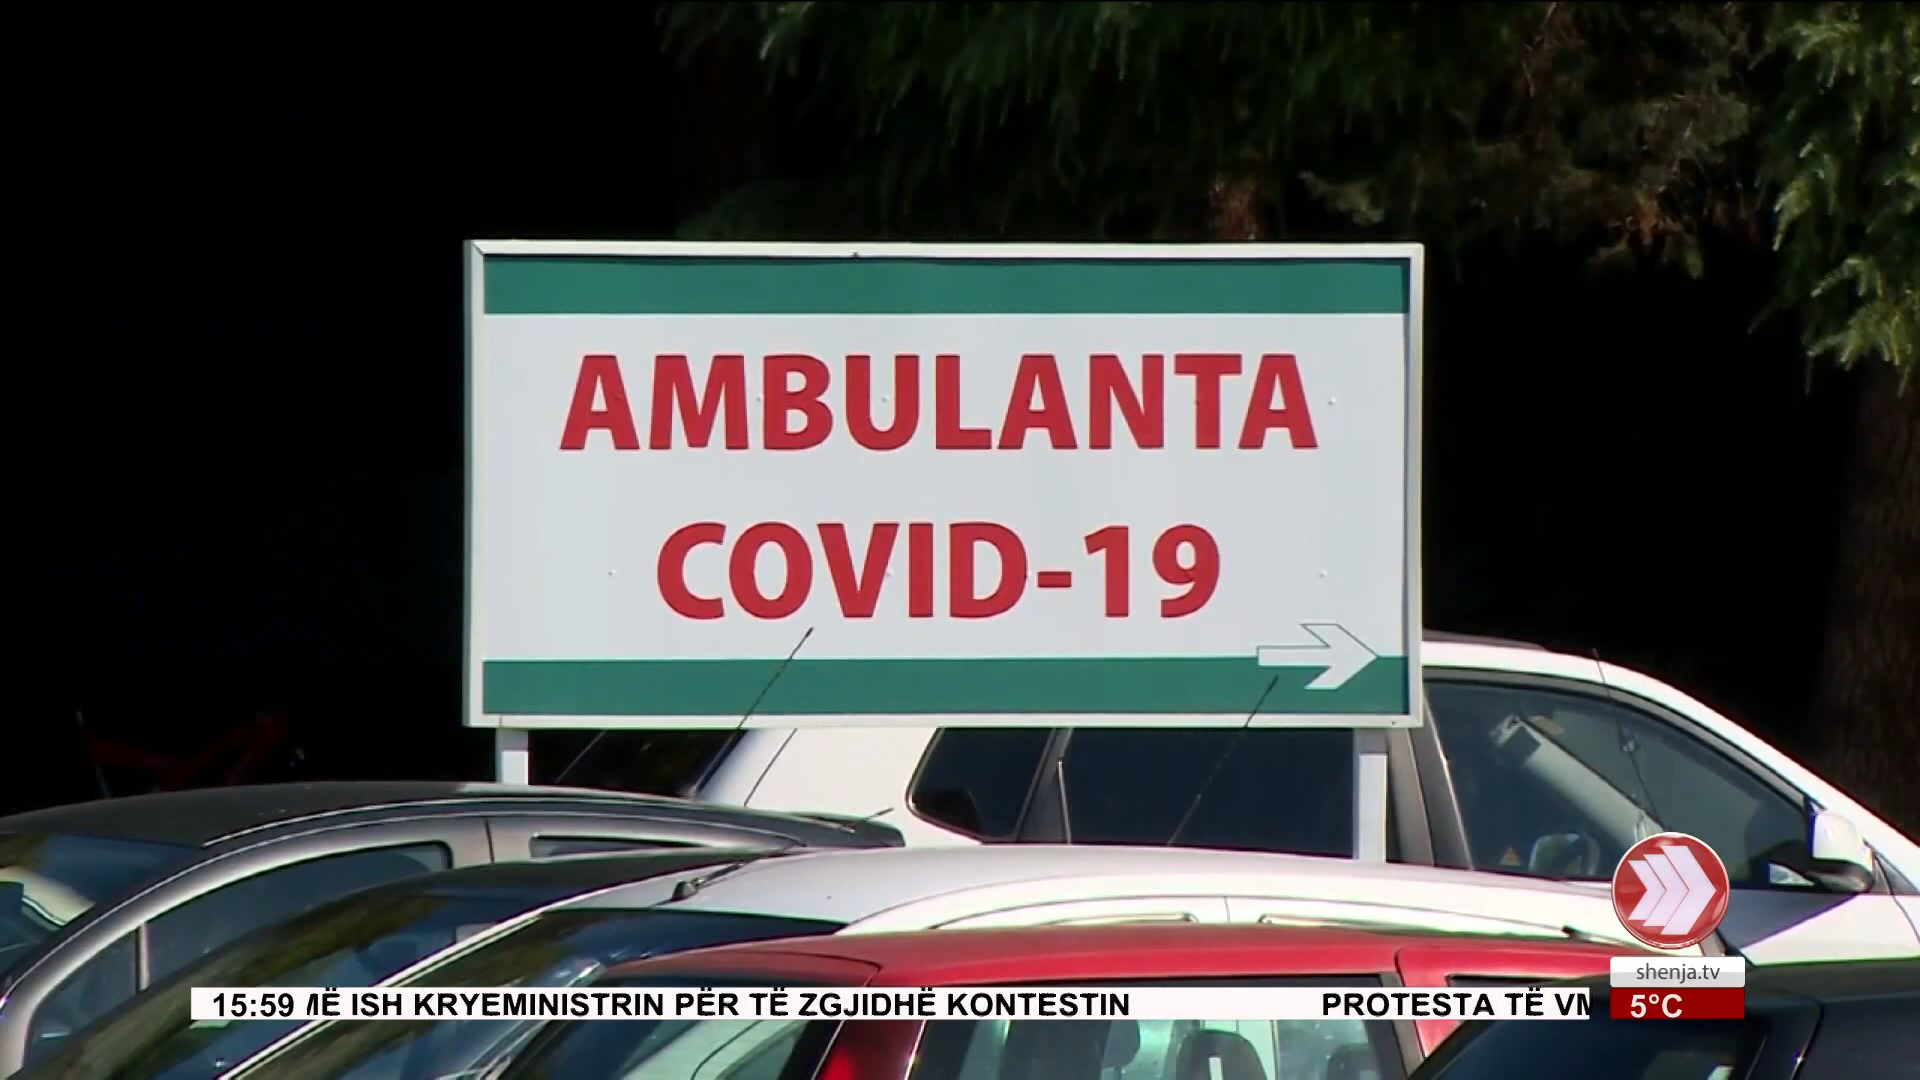 AMBULANTA
COVID-19
shenja.tv
15:59 ISH KRYEMINISTRIN PËR TË ZGJIDHË KONTESTIN PROTESTA TË
5°C